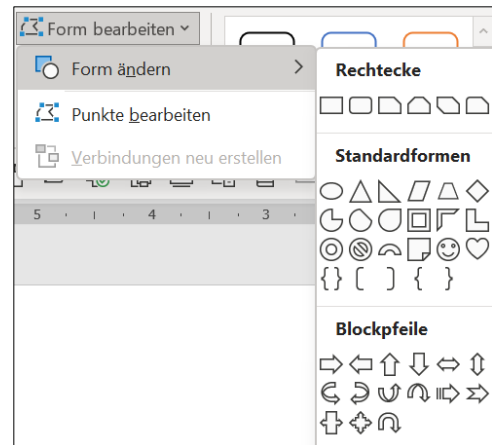 Form bearbeiten
Form ändern
Punkte bearbeiten
Verbindungen neu erstellen
5 4 3
Rechtecke
Standardformen
Blockpfeile